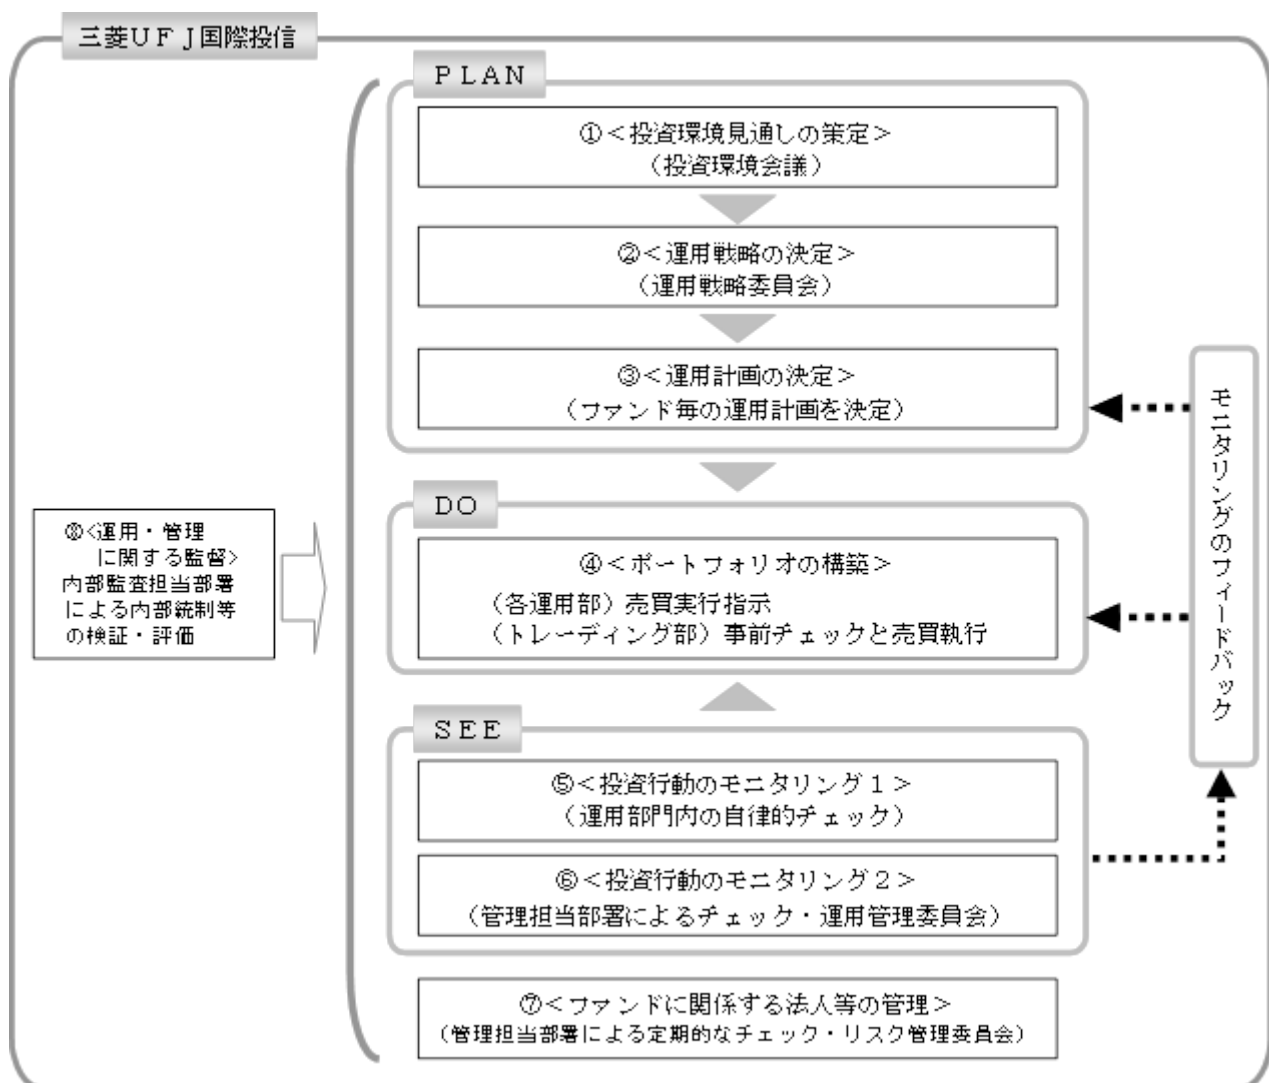 三菱ＵＦＪ国際投信
ＰＬＡＮ
①＜投資環境見通しの策定＞
（投資環境会議）
②＜運用戦略の決定＞
（運用戦略委員会）
③＜運用計画の決定＞
（ファンド毎の運用計画を決定）
ＤＯ
④＜ポートフォリオの構築＞
（各運用部）売買実行指示
（トレーディング部）事前チェックと売買執行
ＳＥＥ
⑤＜投資行動のモニタリング１＞
（運用部門内の自律的チェック）
⑥＜投資行動のモニタリング２＞
（管理担当部署によるチェック・運用管理委員会）
⑦＜ファンドに関係する法人等の管理＞
（管理担当部署による定期的なチェック・リスク管理委員会）
⑧＜運用・管理
に関する監督＞
内部監査担当部署
による内部統制等
の検証・評価
モニタリングのフィードバック